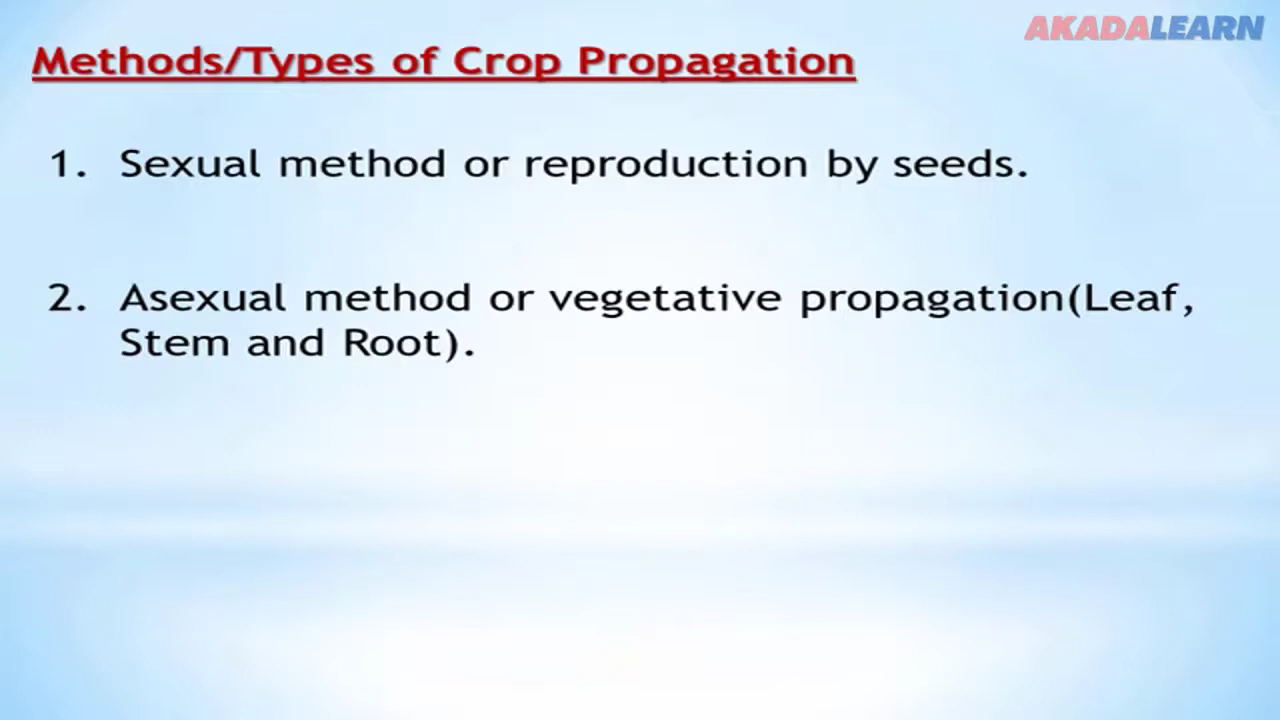 AKADALEARN
Methods/Types of Crop Propagation
1. Sexual method or reproduction by seeds.
2. Asexual method or vegetative propagation(Leaf,
Stem and Root).